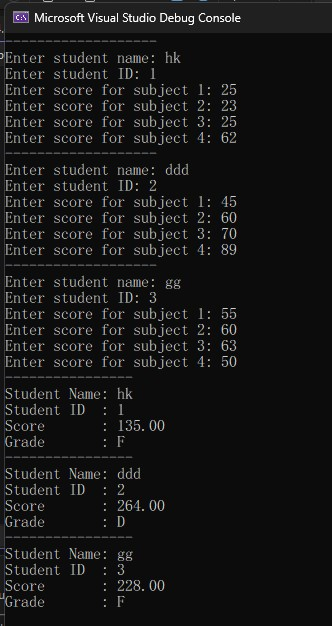 Microsoft Visual Studio Debug Console
-------------------
Enter student name: hk
Enter student ID: 1
Enter score for subject 1: 25
Enter score for subject 2: 23
Enter score for subject 3: 25
Enter score for subject 4: 62
-------------------
Enter student name: ddd
Enter student ID: 2
Enter score for subject 1: 45
Enter score for subject 2: 60
Enter score for subject 3: 70
Enter score for subject 4: 89
-------------------
Enter student name: gg
Enter student ID: 3
Enter score for subject 1: 55
Enter score for subject 2: 60
Enter score for subject 3: 63
Enter score for subject 4: 50
----------------
Student Name: hk
Student ID  : 1
Score       : 135.00
Grade       : F
----------------
Student Name: ddd
Student ID  : 2
Score       : 264.00
Grade       : D
----------------
Student Name: gg
Student ID  : 3
Score       : 228.00
Grade       : F